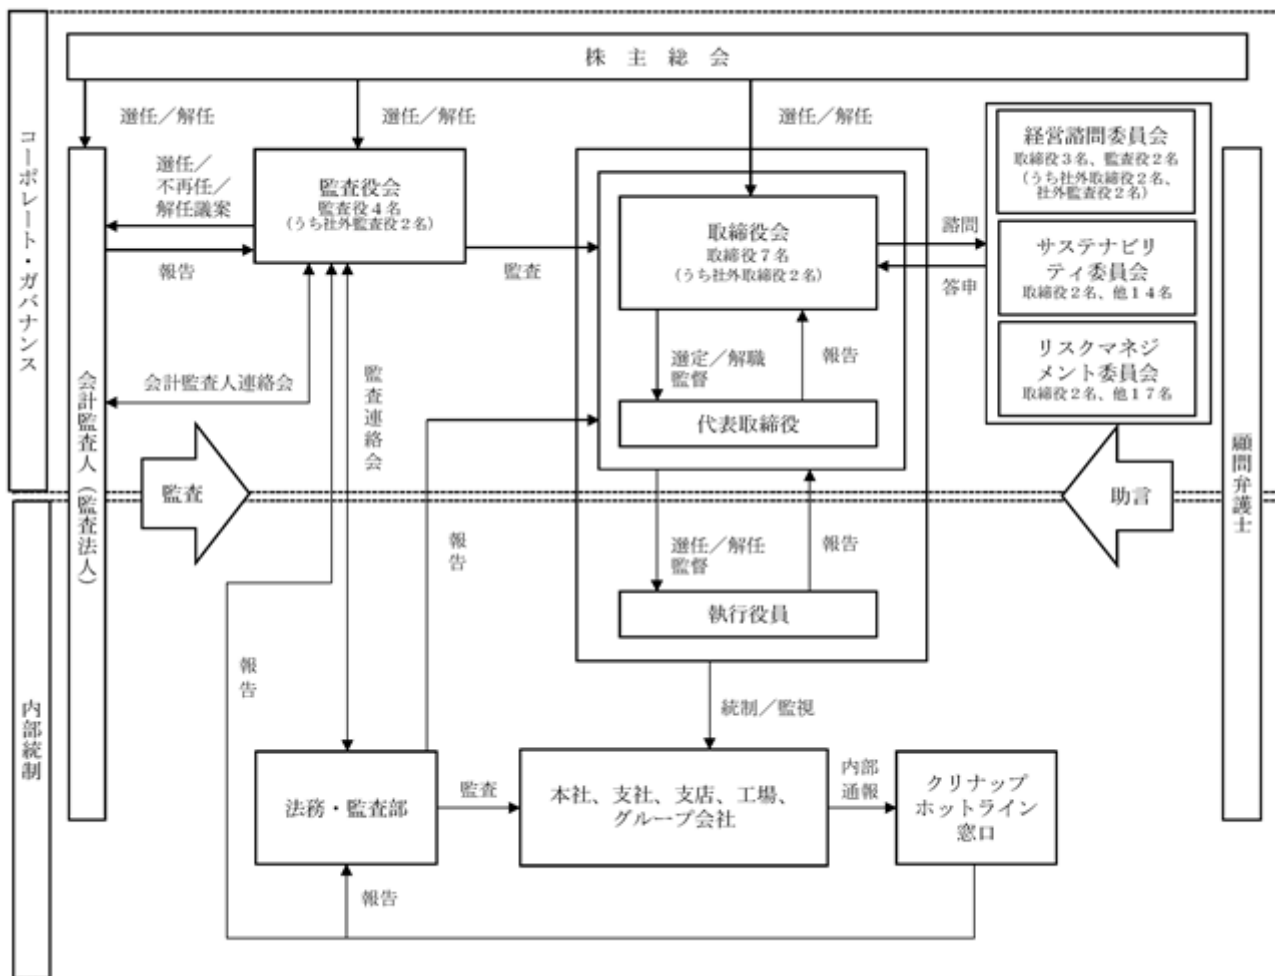 コーポレート・ガバナンス
内部統制
株主総会
選任／解任
選任／解任
選任／解任
会計監査人（監査法人）
選任／
不再任／
解任議案
報告
監査役会
監査役４名
（うち社外監査役２名）
監査
取締役会
取締役７名
（うち社外取締役２名）
諮問
答申
経営諮問委員会
取締役３名、監査役２名
（うち社外取締役２名、
社外監査役２名）
サステナビリ
ティ委員会
取締役２名、他１４名
リスクマネジ
メント委員会
取締役２名、他１７名
顧問弁護士
会計監査人連絡会
監査連絡会
選定／解職
監督
報告
代表取締役
監査
助言
報告
選任／解任
監督
報告
執行役員
報告
統制／監視
法務・監査部
監査
本社、支社、支店、工場、
グループ会社
内部
通報
クリナップ
ホットライン
窓口
報告